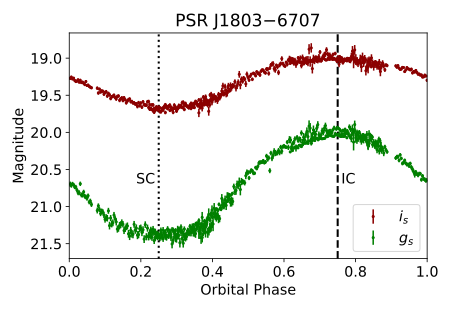 PSR J1803−6707
Magnitude
19.0
19.5
20.0
20.5
21.0
21.5
SC
IC
i_s
g_s
0.0 0.2 0.4 0.6 0.8 1.0
Orbital Phase